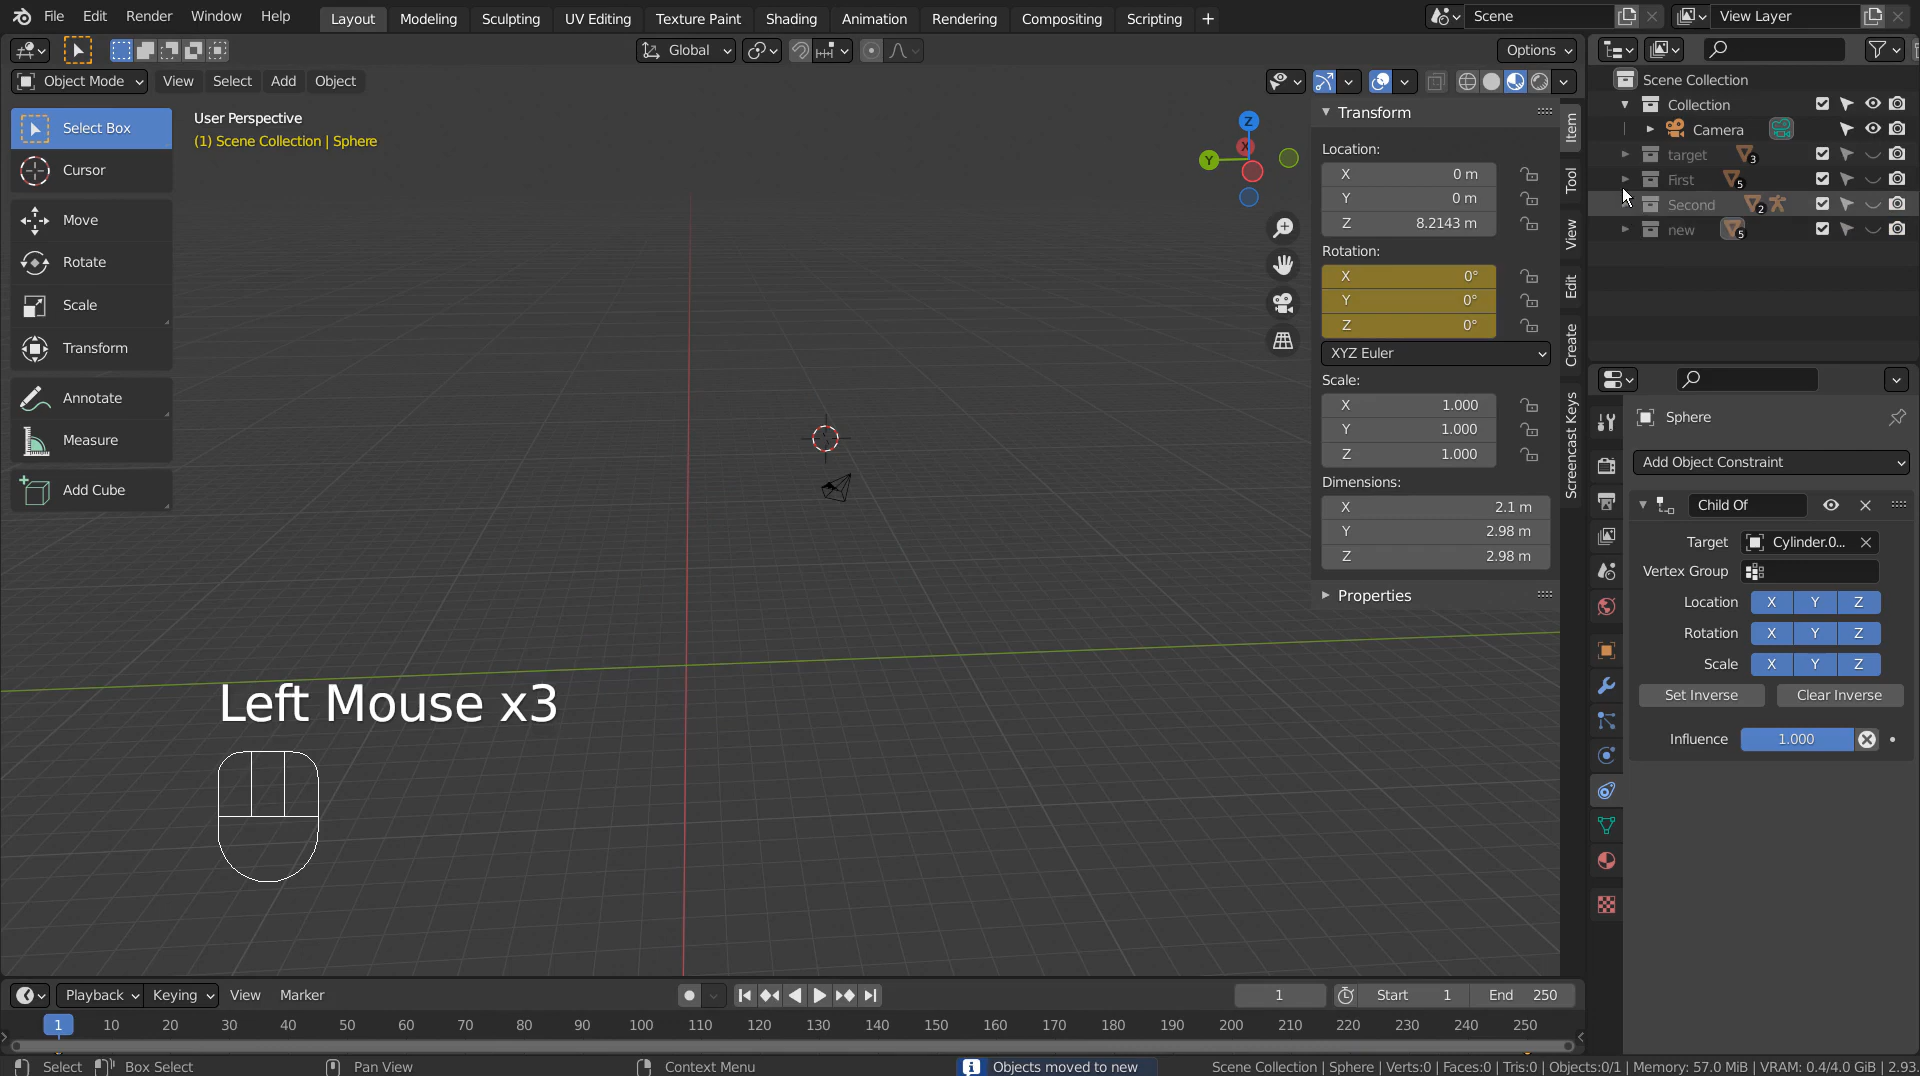 File Edit Render Window Help Layout Modeling Sculpting UV Editing Texture Paint Shading Animation Rendering Compositing Scripting + Scene View Layer
Global Options
Object Mode View Select Add Object
Select Box
Cursor
Move
Rotate
Scale
Transform
Annotate
Measure
Add Cube
User Perspective
(1) Scene Collection | Sphere
Z
Y
X
Transform
Location:
X 0 m
Y 0 m
Z 8.2143 m
Rotation:
X 0°
Y 0°
Z 0°
XYZ Euler
Scale:
X 1.000
Y 1.000
Z 1.000
Dimensions:
X 2.1 m
Y 2.98 m
Z 2.98 m
Properties
Item
Tool
View
Edit
Create
Screencast Keys
Scene Collection
Collection
Camera
target 3
First 5
Second 2
new 5
Sphere
Add Object Constraint
Child Of
Target Cylinder.0...
Vertex Group
Location X Y Z
Rotation X Y Z
Scale X Y Z
Set Inverse Clear Inverse
Influence 1.000
Left Mouse x3
Playback Keying View Marker 1 Start 1 End 250
1 10 20 30 40 50 60 70 80 90 100 110 120 130 140 150 160 170 180 190 200 210 220 230 240 250
Select Box Select Pan View Context Menu Objects moved to new Scene Collection | Sphere | Verts:0 | Faces:0 | Tris:0 | Objects:0/1 | Memory: 57.0 MiB | VRAM: 0.4/4.0 GiB | 2.93.